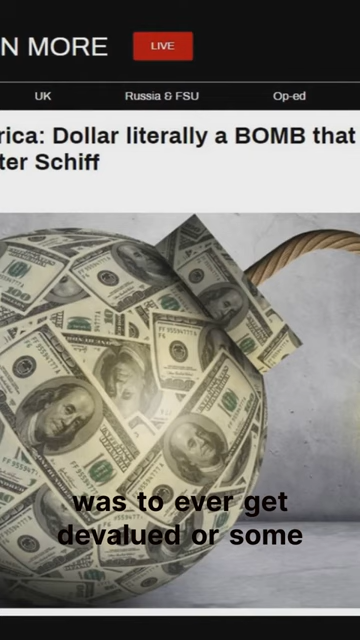 N MORE
LIVE
UK Russia & FSU Op-ed
rica: Dollar literally a BOMB that
ter Schiff
was to ever get
devalued or some